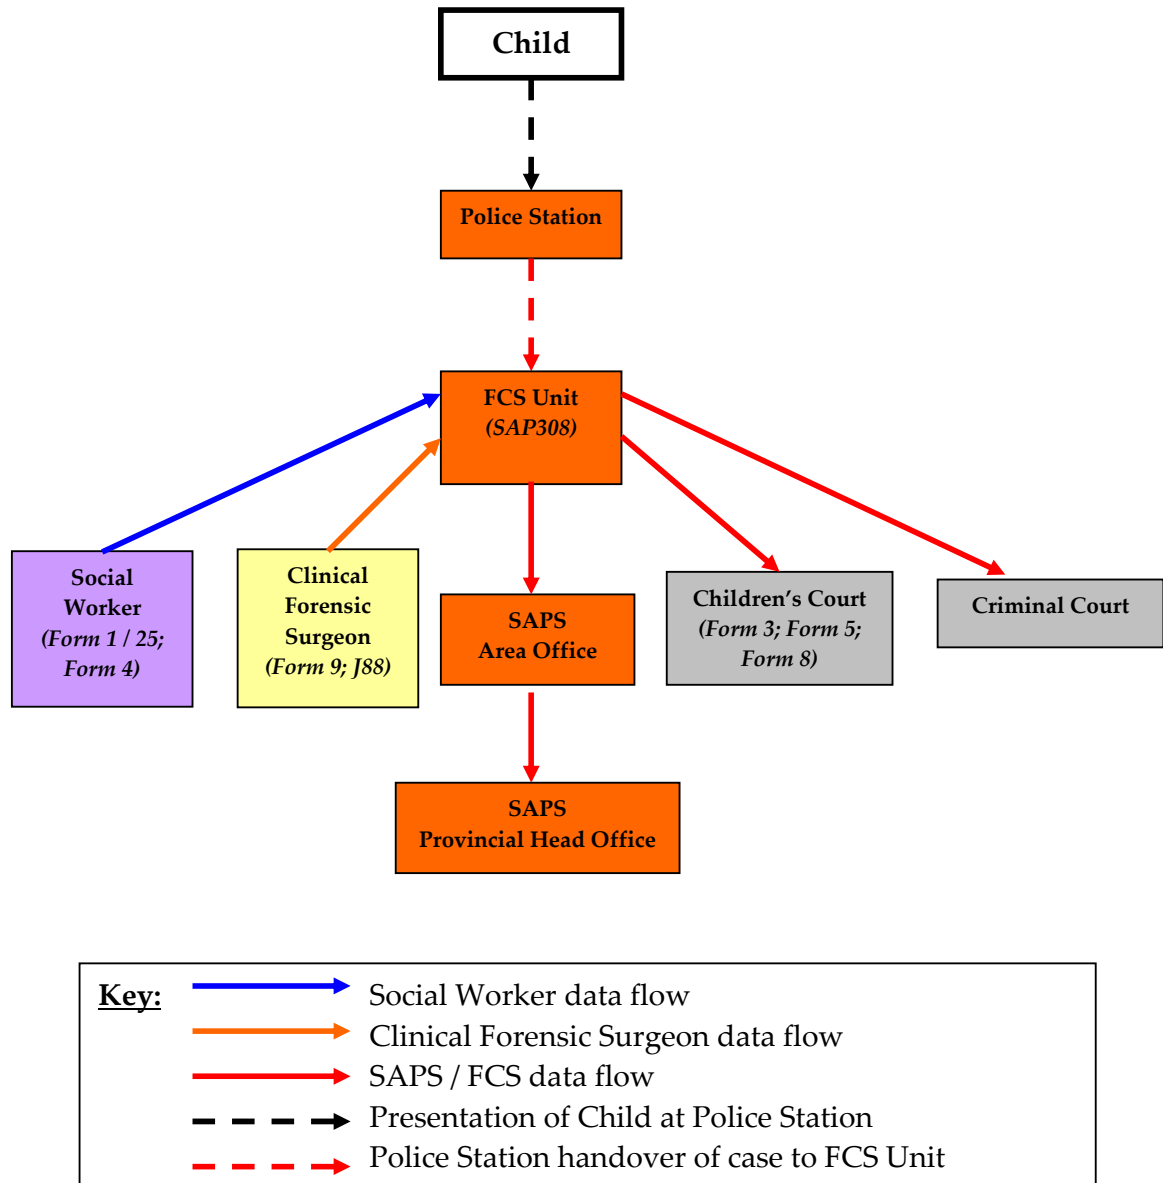 Child
Police Station
FCS Unit
(SAP308)
Social
Worker
(Form 1 / 25;
Form 4)
Clinical
Forensic
Surgeon
(Form 9; J88)
SAPS
Area Office
Children’s Court
(Form 3; Form 5;
Form 8)
Criminal Court
SAPS
Provincial Head Office
Key:
Social Worker data flow
Clinical Forensic Surgeon data flow
SAPS / FCS data flow
Presentation of Child at Police Station
Police Station handover of case to FCS Unit